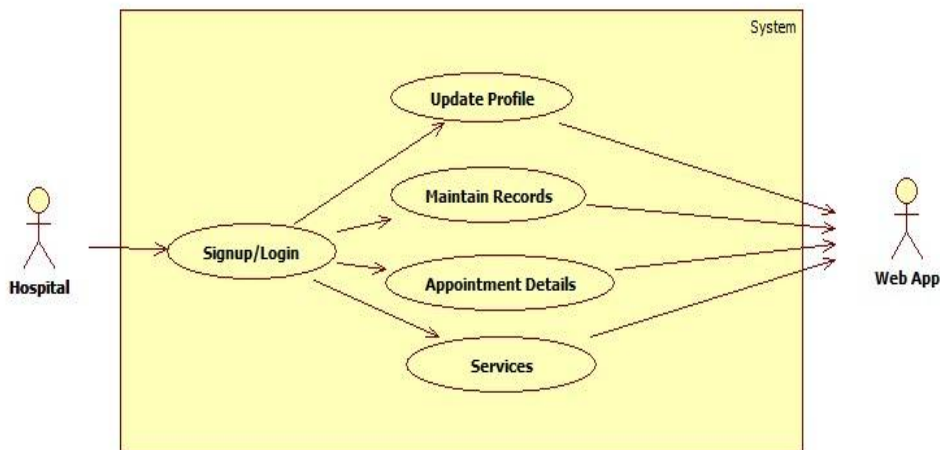 System
Update Profile
Maintain Records
Signup/Login
Hospital
Appointment Details
Web App
Services